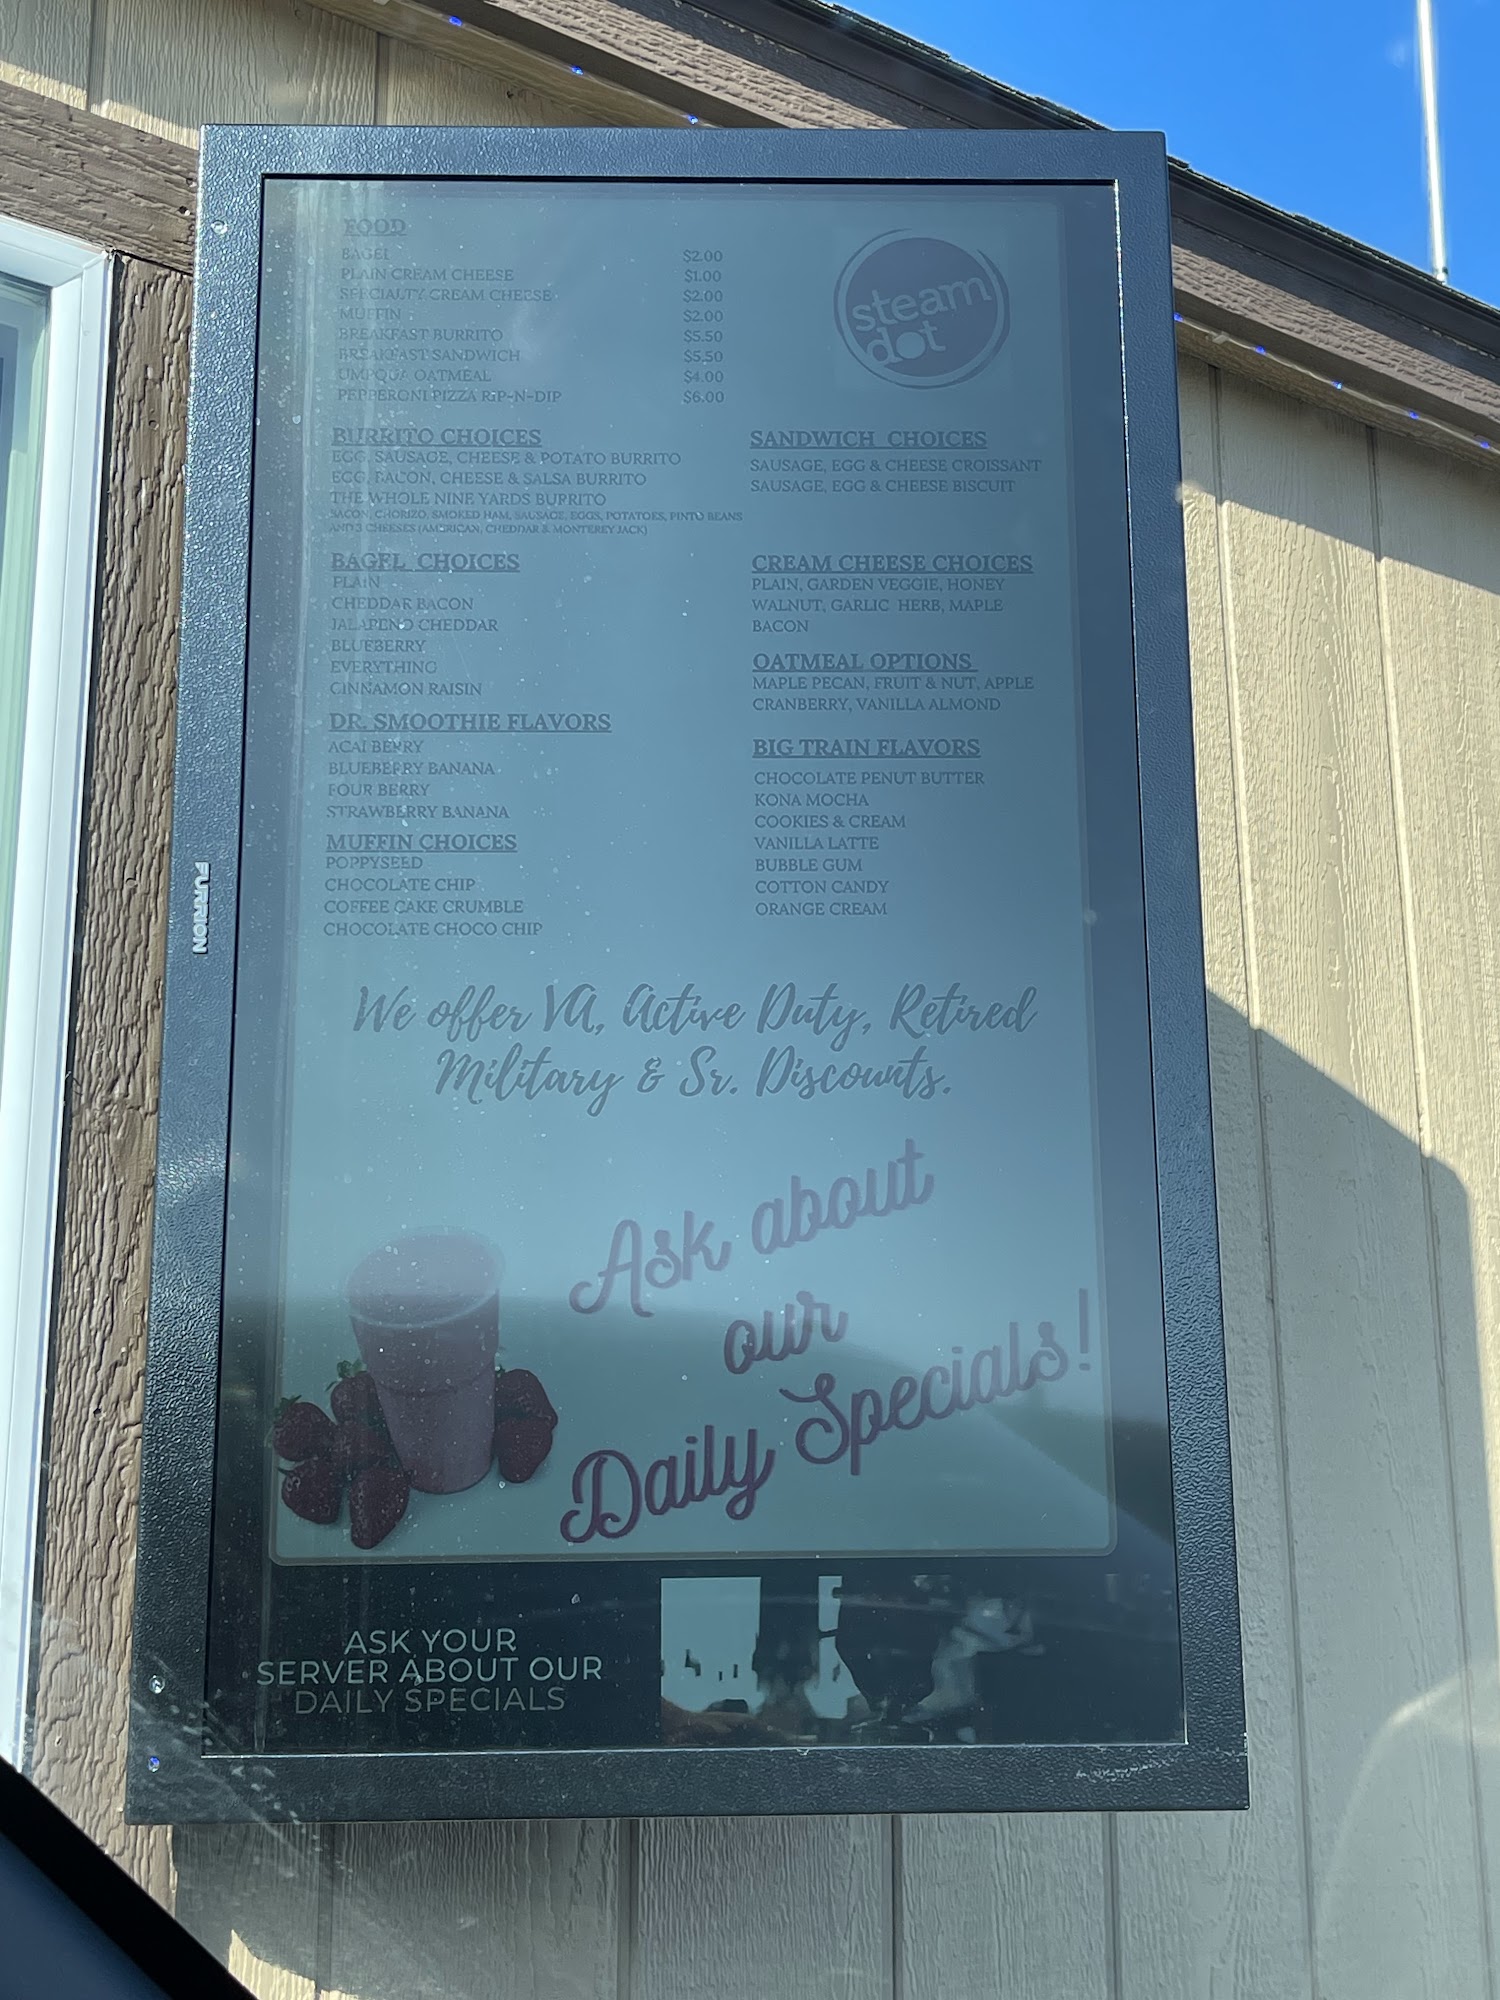 FOOD
BAGEL $2.00
PLAIN CREAM CHEESE $1.00
SPECIALTY CREAM CHEESE $2.00
MUFFIN $2.00
BREAKFAST BURRITO $5.50
BREAKFAST SANDWICH $5.50
UMPQUA OATMEAL $4.00
PEPPERONI PIZZA RIP-N-DIP $6.00
steam
dot
BURRITO CHOICES
EGG, SAUSAGE, CHEESE & POTATO BURRITO
EGG, BACON, CHEESE & SALSA BURRITO
THE WHOLE NINE YARDS BURRITO
BACON, CHORIZO, SMOKED HAM, SAUSAGE, EGGS, POTATOES, PINTO BEANS
AND 3 CHEESES (AMERICAN, CHEDDAR & MONTEREY JACK)
SANDWICH CHOICES
SAUSAGE, EGG & CHEESE CROISSANT
SAUSAGE, EGG & CHEESE BISCUIT
BAGEL CHOICES
PLAIN
CHEDDAR BACON
JALAPENO CHEDDAR
BLUEBERRY
EVERYTHING
CINNAMON RAISIN
CREAM CHEESE CHOICES
PLAIN, GARDEN VEGGIE, HONEY
WALNUT, GARLIC HERB, MAPLE
BACON
OATMEAL OPTIONS
MAPLE PECAN, FRUIT & NUT, APPLE
CRANBERRY, VANILLA ALMOND
DR. SMOOTHIE FLAVORS
ACAI BERRY
BLUEBERRY BANANA
FOUR BERRY
STRAWBERRY BANANA
BIG TRAIN FLAVORS
CHOCOLATE PENUT BUTTER
KONA MOCHA
COOKIES & CREAM
VANILLA LATTE
BUBBLE GUM
COTTON CANDY
ORANGE CREAM
MUFFIN CHOICES
POPPYSEED
CHOCOLATE CHIP
COFFEE CAKE CRUMBLE
CHOCOLATE CHOCO CHIP
FURRION
We offer VA, Active Duty, Retired
Military & Sr. Discounts.
Ask about
our
Daily Specials!
ASK YOUR
SERVER ABOUT OUR
DAILY SPECIALS